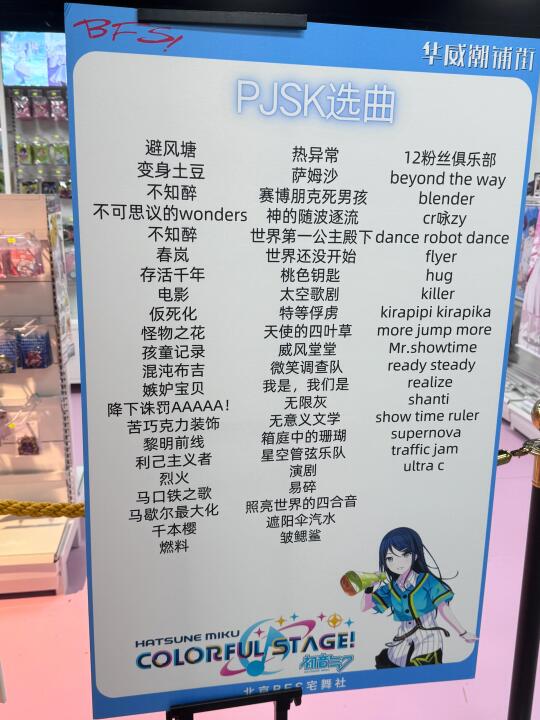 BFS!
华威潮铺街
PJSK选曲
避风塘
变身土豆
不知醉
不可思议的wonders
不知醉
春岚
存活千年
电影
仮死化
怪物之花
孩童记录
混沌布吉
嫉妒宝贝
降下诛罚AAAAA!
苦巧克力装饰
黎明前线
利己主义者
烈火
马口铁之歌
马歇尔最大化
千本樱
燃料
热异常
萨姆沙
赛博朋克死男孩
神的随波逐流
世界第一公主殿下
世界还没开始
桃色钥匙
太空歌剧
特等俘虏
天使的四叶草
威风堂堂
微笑调查队
我是，我们是
无限灰
无意义文学
箱庭中的珊瑚
星空管弦乐队
演剧
易碎
照亮世界的四合音
遮阳伞汽水
皱鳃鲨
12粉丝俱乐部
beyond the way
blender
cr咏zy
dance robot dance
flyer
hug
killer
kirapipi kirapika
more jump more
Mr.showtime
ready steady
realize
shanti
show time ruler
supernova
traffic jam
ultra c
HATSUNE MIKU
COLORFUL STAGE!
初音ミク
北京BFS宅舞社